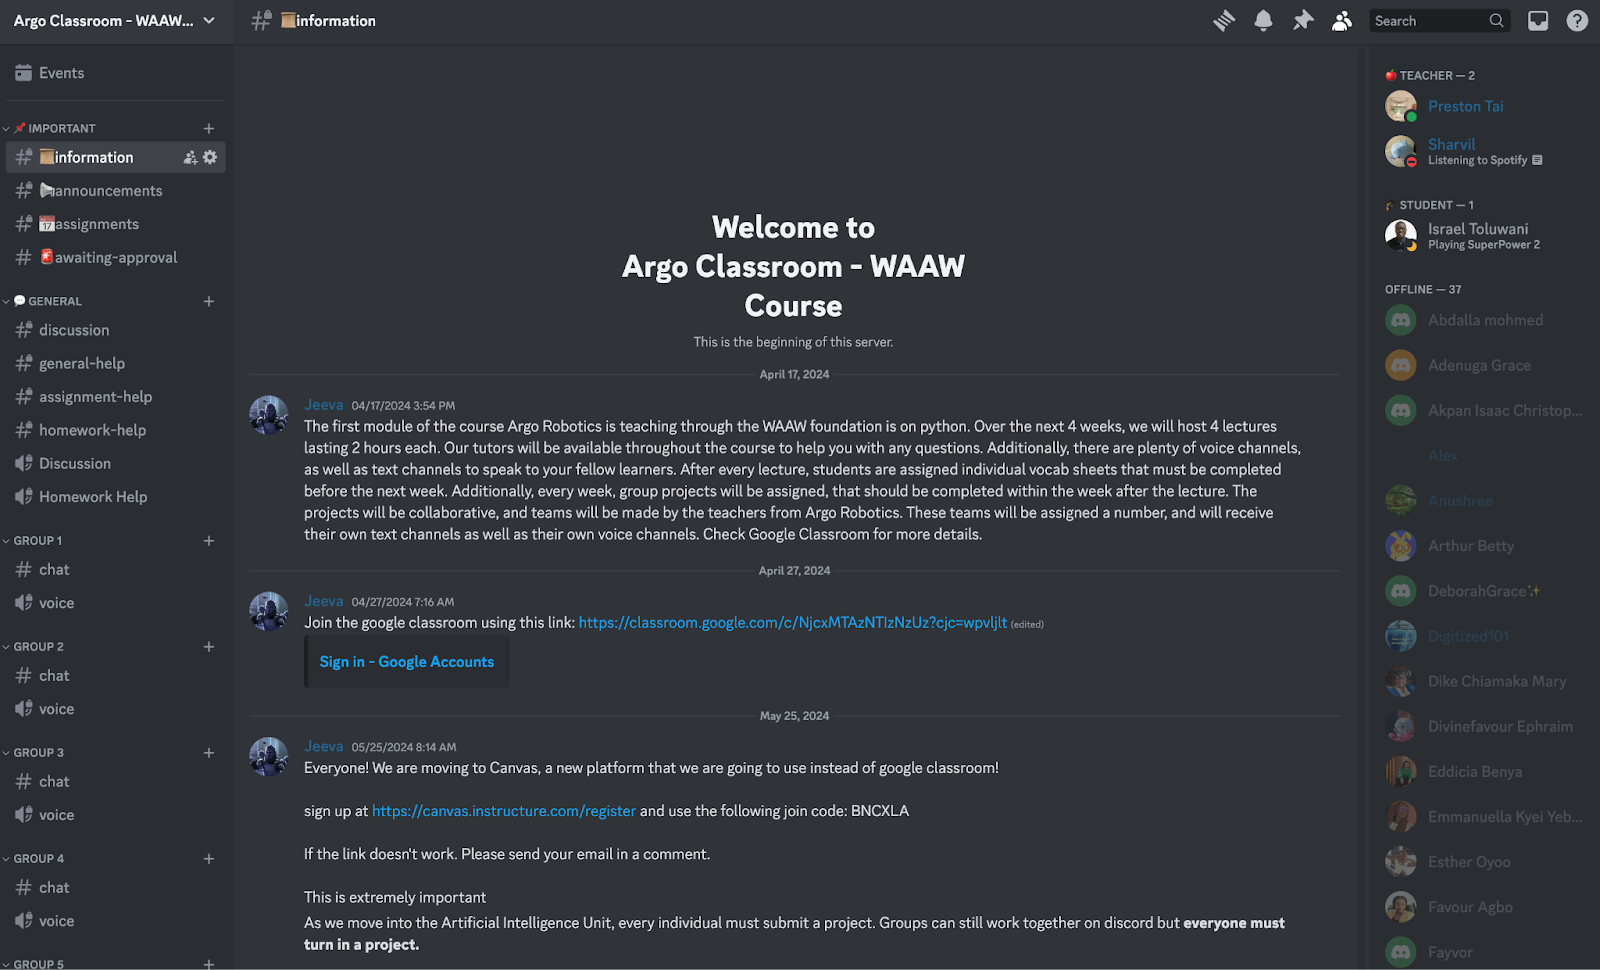 Argo Classroom - WAAW...
information
Search
Events
IMPORTANT
information
announcements
assignments
awaiting-approval
GENERAL
discussion
general-help
assignment-help
homework-help
Discussion
Homework Help
GROUP 1
chat
voice
GROUP 2
chat
voice
GROUP 3
chat
voice
GROUP 4
chat
voice
GROUP 5
Welcome to
Argo Classroom - WAAW
Course
This is the beginning of this server.
April 17, 2024
Jeeva 04/17/2024 3:54 PM
The first module of the course Argo Robotics is teaching through the WAAW foundation is on python. Over the next 4 weeks, we will host 4 lectures
lasting 2 hours each. Our tutors will be available throughout the course to help you with any questions. Additionally, there are plenty of voice channels,
as well as text channels to speak to your fellow learners. After every lecture, students are assigned individual vocab sheets that must be completed
before the next week. Additionally, every week, group projects will be assigned, that should be completed within the week after the lecture. The
projects will be collaborative, and teams will be made by the teachers from Argo Robotics. These teams will be assigned a number, and will receive
their own text channels as well as their own voice channels. Check Google Classroom for more details.
April 27, 2024
Jeeva 04/27/2024 7:16 AM
Join the google classroom using this link: https://classroom.google.com/c/NjcxMTAzNTIzNzUz?cjc=wpvljlt (edited)
Sign in - Google Accounts
May 25, 2024
Jeeva 05/25/2024 8:14 AM
Everyone! We are moving to Canvas, a new platform that we are going to use instead of google classroom!
sign up at https://canvas.instructure.com/register and use the following join code: BNCXLA
If the link doesn't work. Please send your email in a comment.
This is extremely important
As we move into the Artificial Intelligence Unit, every individual must submit a project. Groups can still work together on discord but everyone must
turn in a project.
TEACHER — 2
Preston Tai
Sharvil
Listening to Spotify
STUDENT — 1
Israel Toluwani
Playing SuperPower 2
OFFLINE — 37
Abdalla mohmed
Adenuga Grace
Akpan Isaac Christop...
Alex
Anushree
Arthur Betty
DeborahGrace✨
Digitized101
Dike Chiamaka Mary
Divinefavour Ephraim
Eddicia Benya
Emmanuella Kyei Yeb...
Esther Oyoo
Favour Agbo
Fayvor